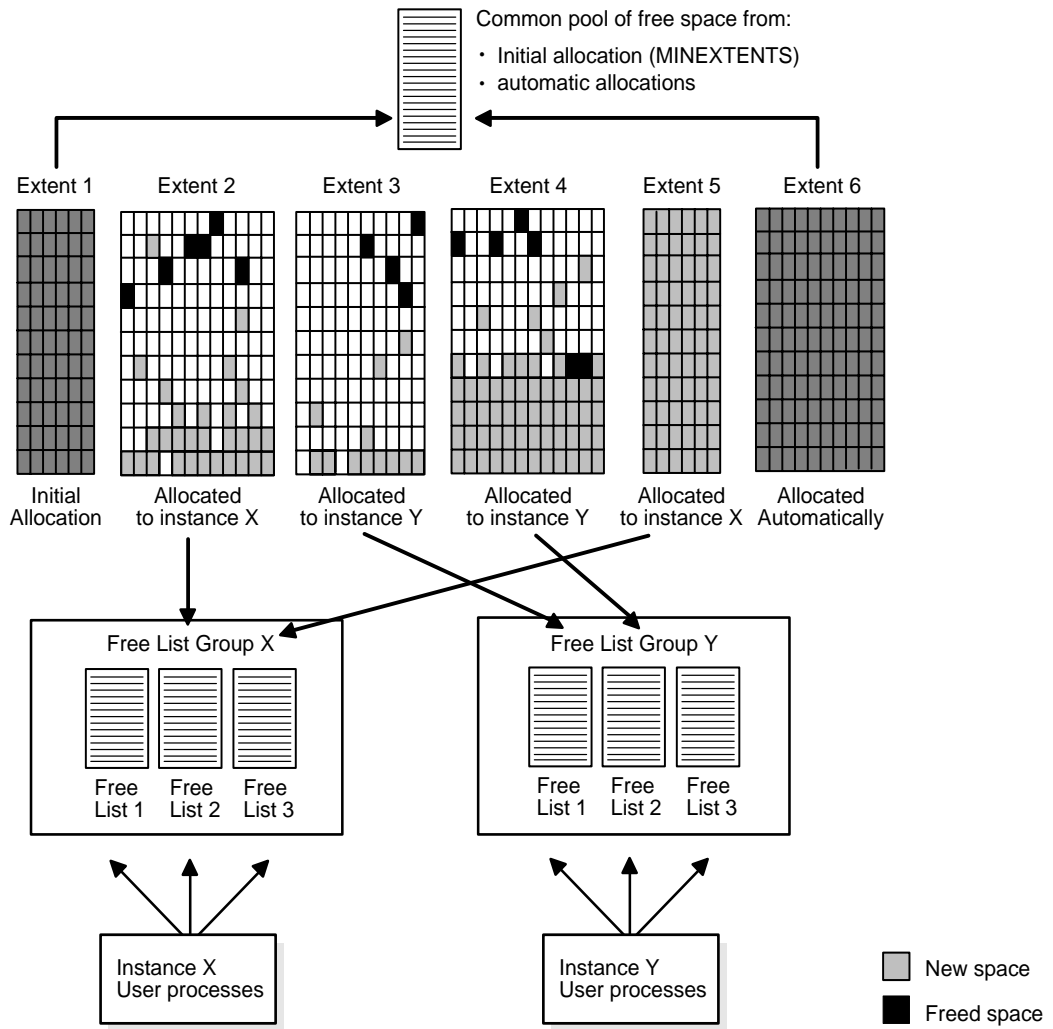 Common pool of free space from:
· Initial allocation (MINEXTENTS)
· automatic allocations
Extent 1
Extent 2
Extent 3
Extent 4
Extent 5
Extent 6
Initial
Allocation
Allocated
to instance X
Allocated
to instance Y
Allocated
to instance Y
Allocated
to instance X
Allocated
Automatically
Free List Group X
Free
List 1
Free
List 2
Free
List 3
Free List Group Y
Free
List 1
Free
List 2
Free
List 3
Instance X
User processes
Instance Y
User processes
New space
Freed space